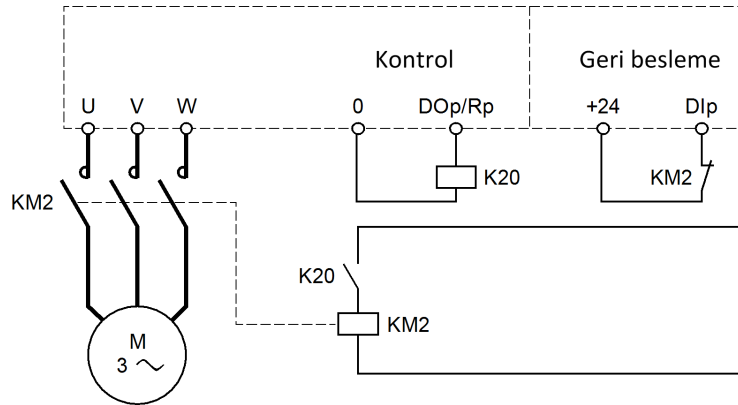 Kontrol
Geri besleme
U V W 0 DOp/Rp +24 DIp
K20 KM2
KM2
K20
KM2
M
3